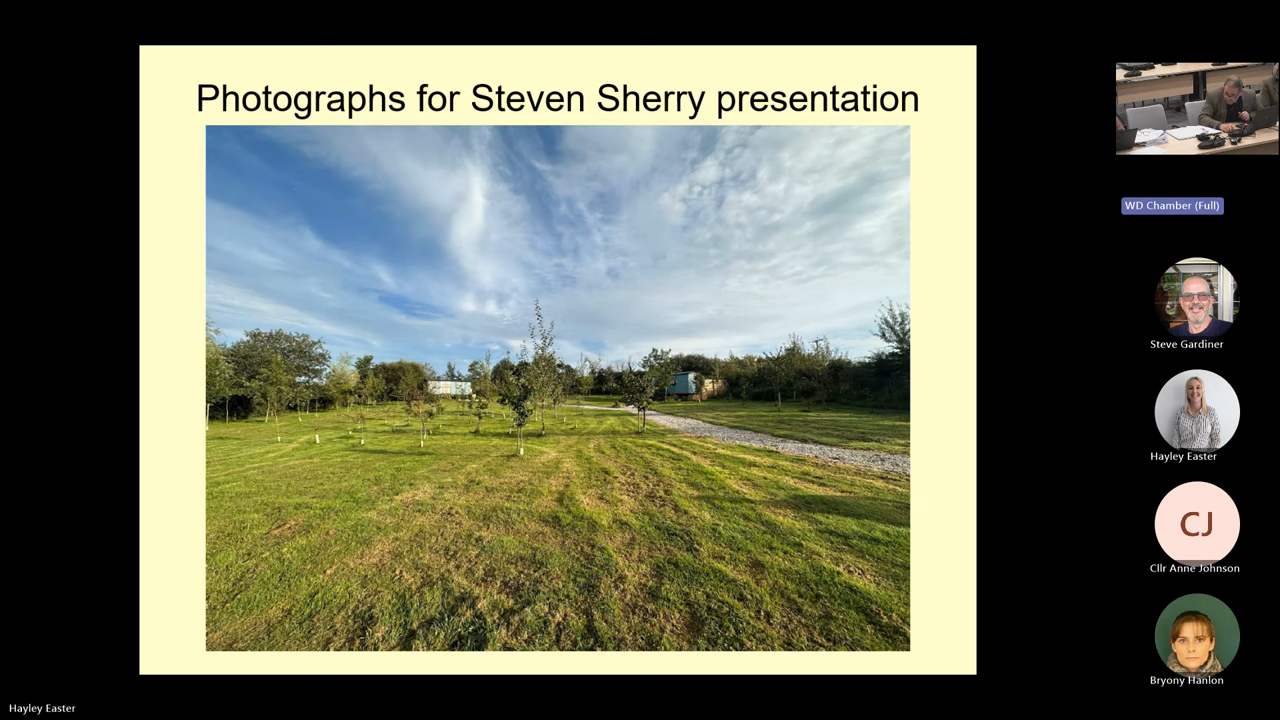 Photographs for Steven Sherry presentation
WD Chamber (Full)
Steve Gardiner
Hayley Easter
CJ
Cllr Anne Johnson
Bryony Hanlon
Hayley Easter